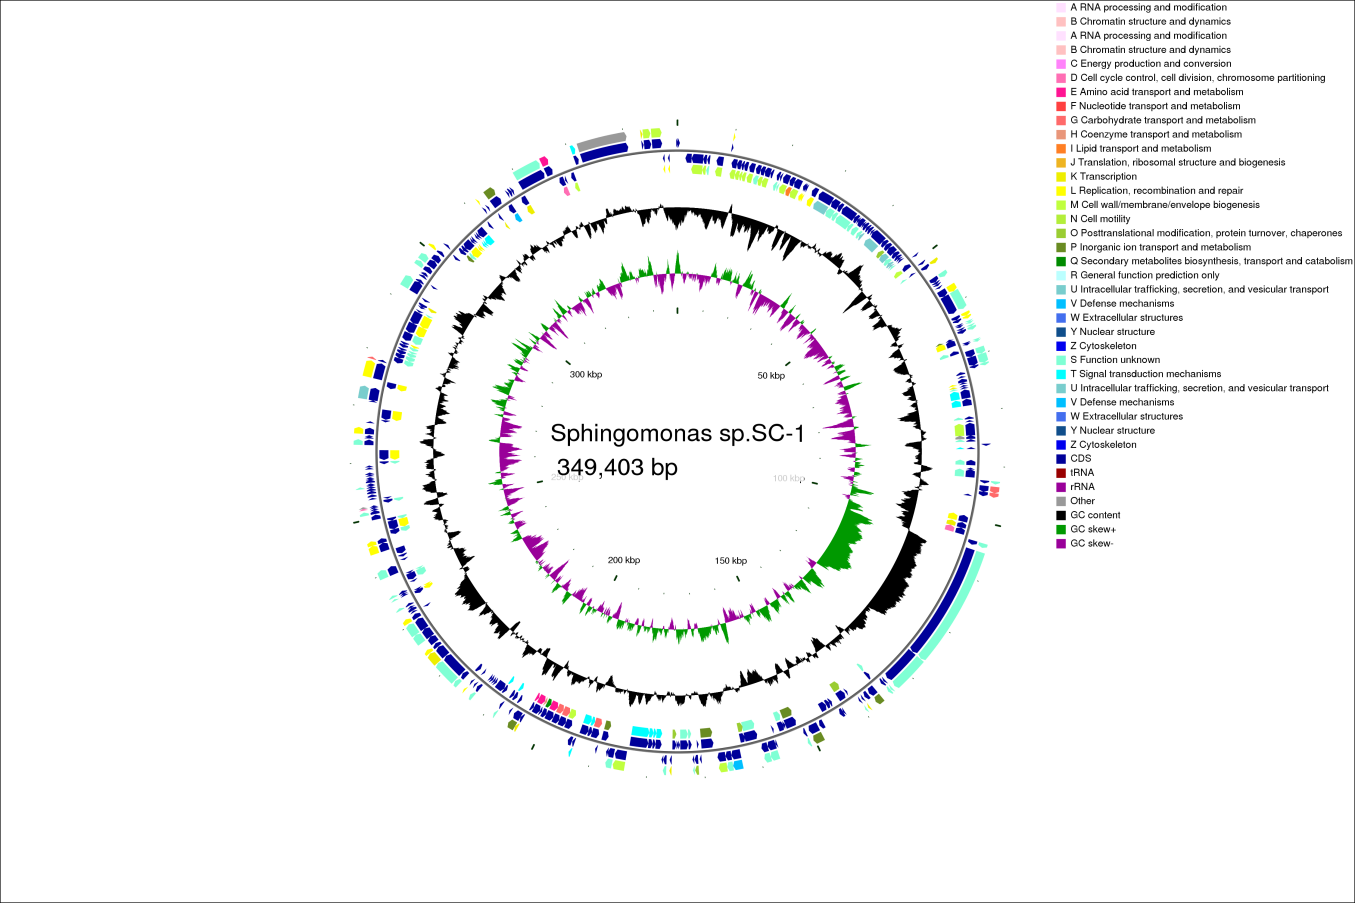 A RNA processing and modification
B Chromatin structure and dynamics
A RNA processing and modification
B Chromatin structure and dynamics
C Energy production and conversion
D Cell cycle control, cell division, chromosome partitioning
E Amino acid transport and metabolism
F Nucleotide transport and metabolism
G Carbohydrate transport and metabolism
H Coenzyme transport and metabolism
I Lipid transport and metabolism
J Translation, ribosomal structure and biogenesis
K Transcription
L Replication, recombination and repair
M Cell wall/membrane/envelope biogenesis
N Cell motility
O Posttranslational modification, protein turnover, chaperones
P Inorganic ion transport and metabolism
Q Secondary metabolites biosynthesis, transport and catabolism
R General function prediction only
U Intracellular trafficking, secretion, and vesicular transport
V Defense mechanisms
W Extracellular structures
Y Nuclear structure
Z Cytoskeleton
S Function unknown
T Signal transduction mechanisms
U Intracellular trafficking, secretion, and vesicular transport
V Defense mechanisms
W Extracellular structures
Y Nuclear structure
Z Cytoskeleton
CDS
tRNA
rRNA
Other
GC content
GC skew+
GC skew-
300 kbp
50 kbp
Sphingomonas sp.SC-1
349,403 bp
250 kbp
100 kbp
200 kbp
150 kbp